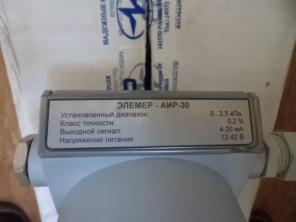 НАДЕЖНЫЕ
ЭЛЕМЕР - АИР-30
Установленный диапазон: 0...2,5 кПа
Класс точности: 0,2 %
Выходной сигнал: 4-20 мА
Напряжение питания: 12-42 В